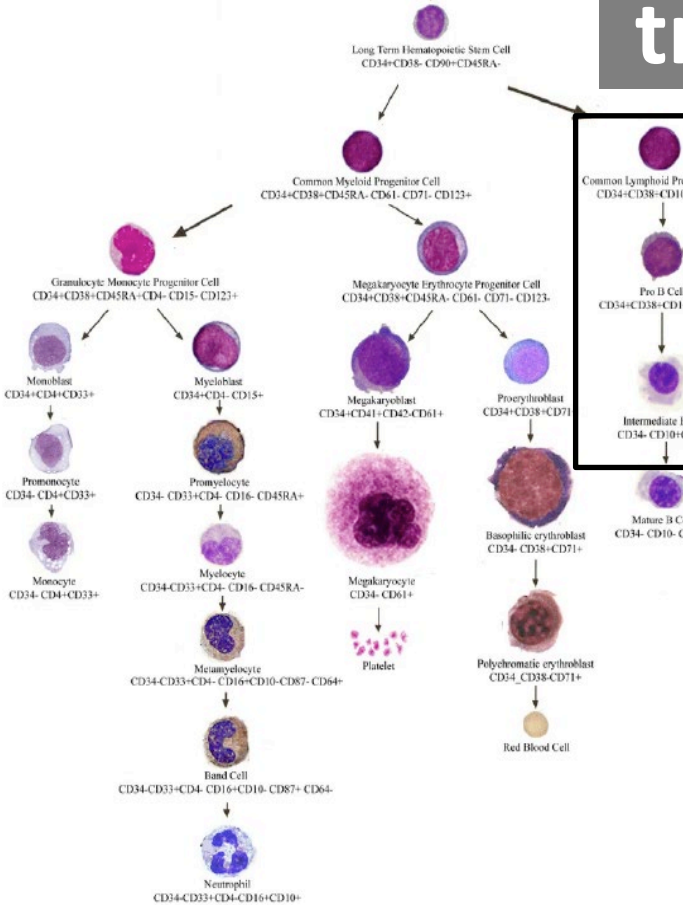 tr
Long Term Hematopoietic Stem Cell
CD34+CD38- CD90+CD45RA-
Common Myeloid Progenitor Cell
CD34+CD38+CD45RA- CD61- CD71- CD123+
Common Lymphoid Pro
CD34+CD38+CD10
Granulocyte Monocyte Progenitor Cell
CD34+CD38+CD45RA+CD4- CD15- CD123+
Megakaryocyte Erythrocyte Progenitor Cell
CD34+CD38+CD45RA- CD61- CD71- CD123-
Pro B Cel
CD34+CD38+CD1
Monoblast
CD34+CD4+CD33+
Myeloblast
CD34+CD4- CD15+
Megakaryoblast
CD34+CD41+CD42-CD61+
Proerythroblast
CD34+CD38+CD71
Intermediate
CD34- CD10+C
Promonocyte
CD34- CD4+CD33+
Promyelocyte
CD34- CD33+CD4- CD16- CD45RA+
Mature B C
CD34- CD10- C
Basophilic erythroblast
CD34- CD38+CD71+
Monocyte
CD34- CD4+CD33+
Myelocyte
CD34-CD33+CD4- CD16- CD45RA-
Megakaryocyte
CD34- CD61+
Platelet
Metamyelocyte
CD34-CD33+CD4- CD16+CD10-CD87- CD64+
Polychromatic erythroblast
CD34_CD38-CD71+
Red Blood Cell
Band Cell
CD34-CD33+CD4- CD16+CD10- CD87+ CD64-
Neutrophil
CD34-CD33+CD4-CD16+CD10+